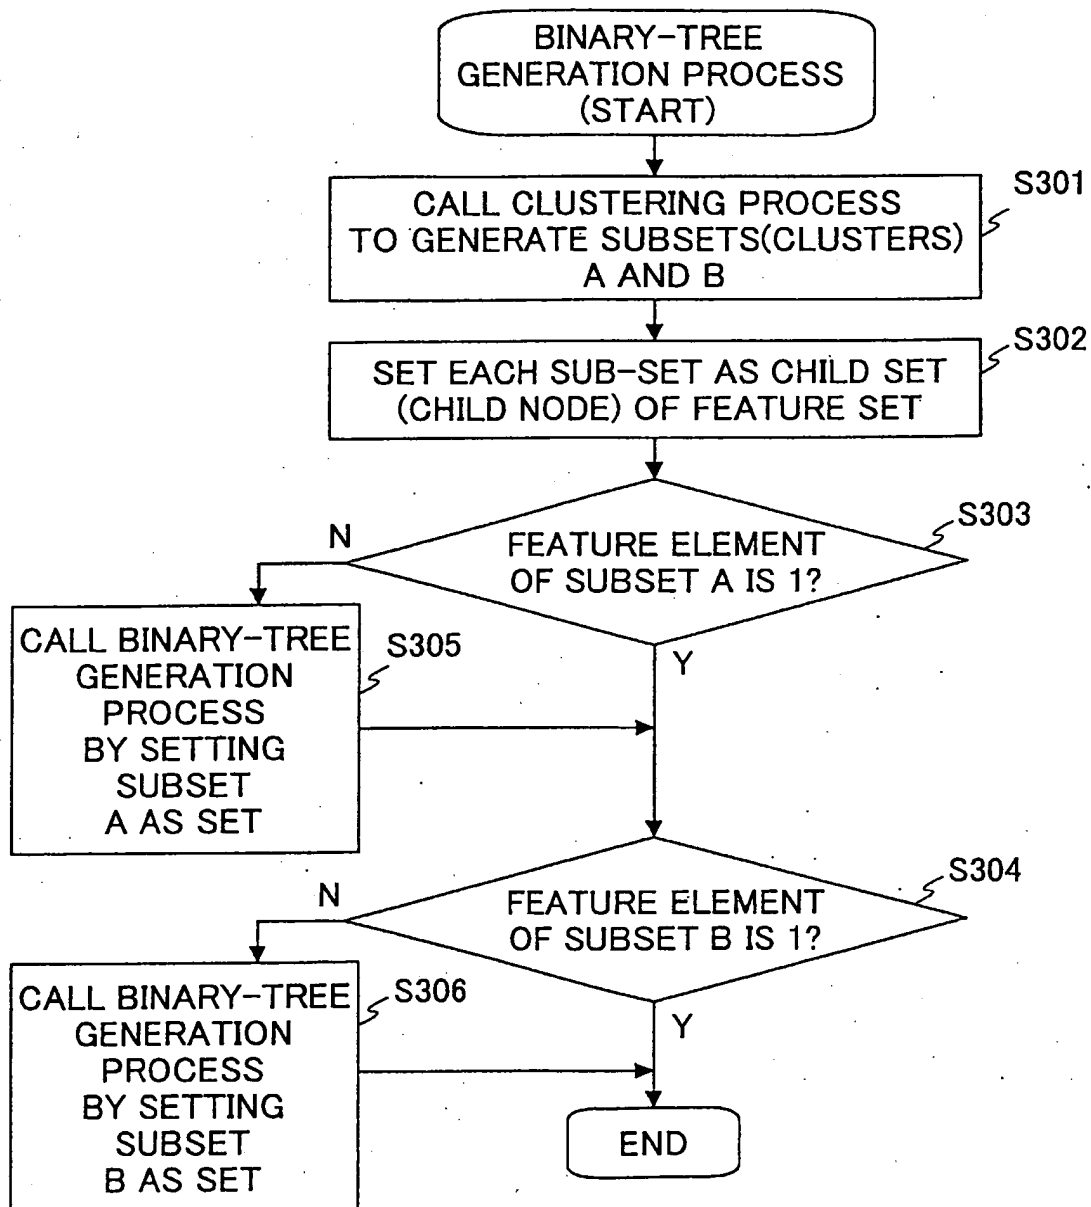 BINARY-TREE
GENERATION PROCESS
(START)
S301
CALL CLUSTERING PROCESS
TO GENERATE SUBSETS(CLUSTERS)
A AND B
S302
SET EACH SUB-SET AS CHILD SET
(CHILD NODE) OF FEATURE SET
S303
N
FEATURE ELEMENT
OF SUBSET A IS 1?
Y
S305
CALL BINARY-TREE
GENERATION
PROCESS
BY SETTING
SUBSET
A AS SET
S304
N
FEATURE ELEMENT
OF SUBSET B IS 1?
Y
S306
CALL BINARY-TREE
GENERATION
PROCESS
BY SETTING
SUBSET
B AS SET
END